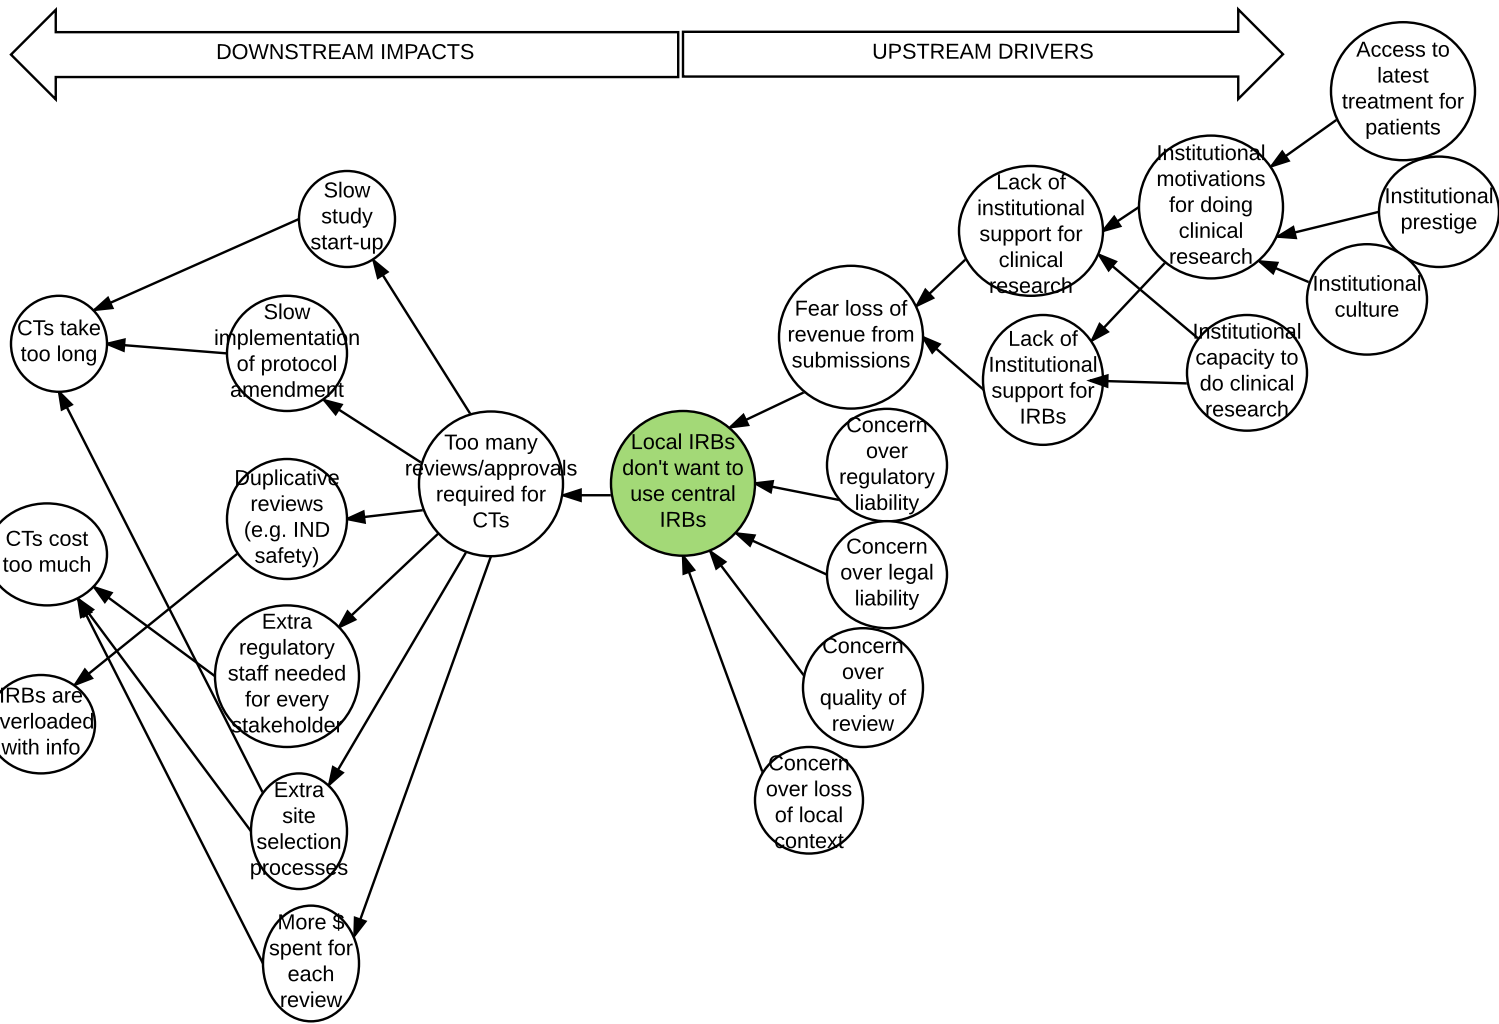 DOWNSTREAM IMPACTS
UPSTREAM DRIVERS
Access to
latest
treatment for
patients
Institutional
motivations
for doing
clinical
research
Institutional
prestige
Institutional
culture
Lack of
institutional
support for
clinical
research
Lack of
Institutional
support for
IRBs
Institutional
capacity to
do clinical
research
Fear loss of
revenue from
submissions
Slow
study
start-up
CTs take
too long
Slow
implementation
of protocol
amendment
Too many
reviews/approvals
required for
CTs
Local IRBs
don't want to
use central
IRBs
Concern
over
regulatory
liability
Concern
over legal
liability
Concern
over
quality of
review
Concern
over loss
of local
context
Duplicative
reviews
(e.g. IND
safety)
CTs cost
too much
Extra
regulatory
staff needed
for every
stakeholder
IRBs are
verloaded
with info
Extra
site
selection
processes
More $
spent for
each
review